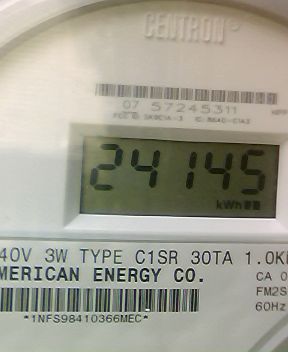 CENTRON®
07 57245311
24145
kWh
40V 3W TYPE C1SR 30TA 1.0K
MERICAN ENERGY CO.
CA 0
FM2S
60Hz
*1NFS98410366MEC*